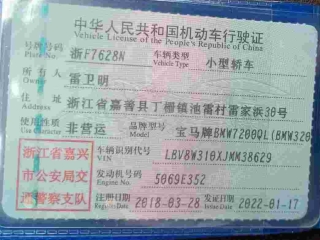 中华人民共和国机动车行驶证
Vehicle License of the People's Republic of China
号牌号码 浙F7628N 车辆类型 小型轿车
Plate No. Vehicle Type
所有人 雷卫明
Owner
住址 浙江省嘉善县丁栅镇池雷村雷家浜30号
Address
使用性质 非营运 品牌型号 宝马牌BMW7200QL(BMW320
Use Character
浙江省嘉兴
市公安局交
通警察支队
车辆识别代号 LBV8W310XJMM38629
VIN
发动机号码 5069E352
Engine No.
注册日期 2018-03-28 发证日期 2022-01-17
Register Date Issue Date